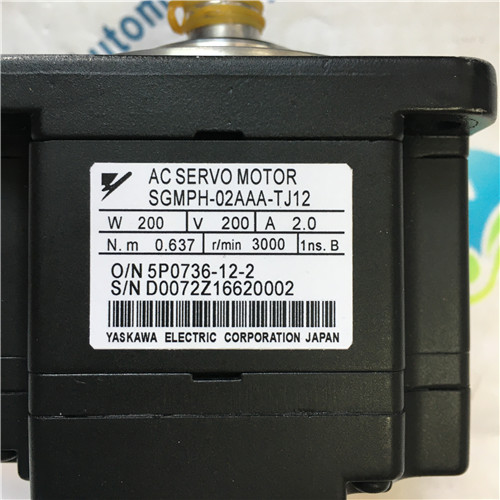 AC SERVO MOTOR
SGMPH-02AAA-TJ12
W 200 V 200 A 2.0
N.m 0.637 r/min 3000 1ns.B
O/N 5P0736-12-2
S/N D0072Z16620002
YASKAWA ELECTRIC CORPORATION JAPAN